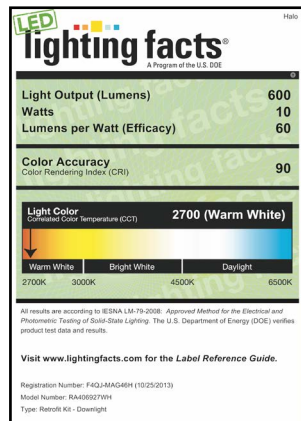 Halo
LED
lighting facts®
A Program of the U.S. DOE
Light Output (Lumens) 600
Watts 10
Lumens per Watt (Efficacy) 60
Color Accuracy 90
Color Rendering Index (CRI)
Light Color 2700 (Warm White)
Correlated Color Temperature (CCT)
Warm White Bright White Daylight
2700K 3000K 4500K 6500K
All results are according to IESNA LM-79-2008: Approved Method for the Electrical and
Photometric Testing of Solid-State Lighting. The U.S. Department of Energy (DOE) verifies
product test data and results.
Visit www.lightingfacts.com for the Label Reference Guide.
Registration Number: F4QJ-MAG46H (10/25/2013)
Model Number: RA406927WH
Type: Retrofit Kit - Downlight